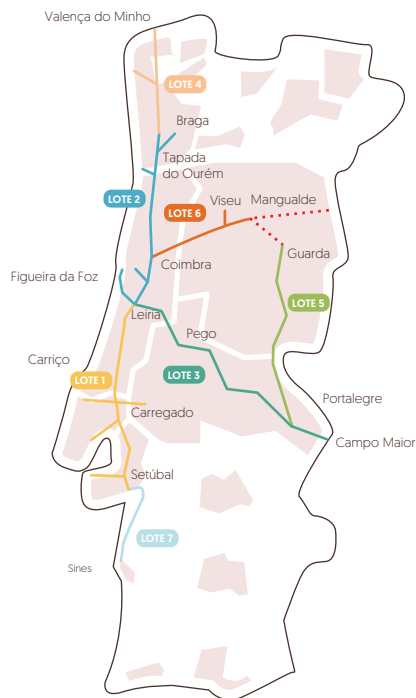 Valença do Minho
LOTE 4
Braga
Tapada
do Ourém
LOTE 2
Viseu
Mangualde
LOTE 6
Guarda
Coimbra
Figueira da Foz
LOTE 5
Leiria
Pego
Carriço
LOTE 3
LOTE 1
Portalegre
Carregado
Campo Maior
Setúbal
LOTE 7
Sines